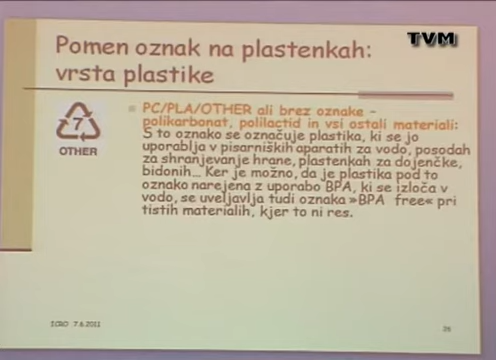 TVM
Pomen oznak na plastenkah:
vrsta plastike
7
OTHER
PC/PLA/OTHER ali brez oznake –
polikarbonat, polilactid in vsi ostali materiali:
S to oznako se označuje plastika, ki se jo
uporablja v pisarniških aparatih za vodo, posodah
za shranjevanje hrane, plastenkah za dojenčke,
bidonih... Ker je možno, da je plastika pod to
oznako narejena z uporabo BPA, ki se izloča v
vodo, se uveljavlja tudi oznaka »BPA free« pri
tistih materialih, kjer to ni res.
7.6.2011